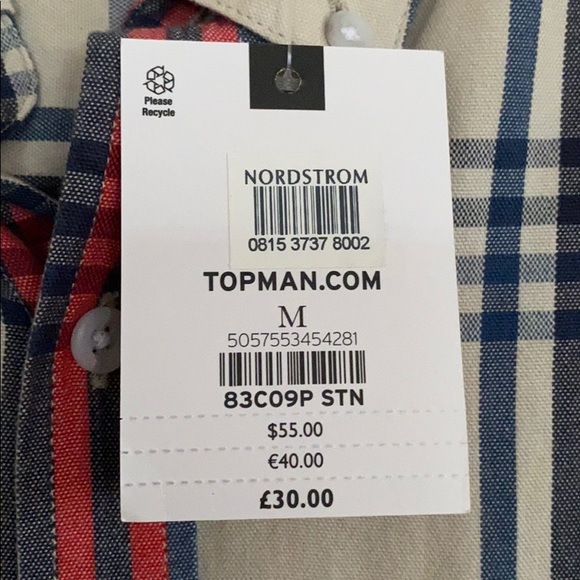 Please
Recycle
NORDSTROM
0815 3737 8002
TOPMAN.COM
M
5057553454281
83C09P STN
$55.00
€40.00
£30.00